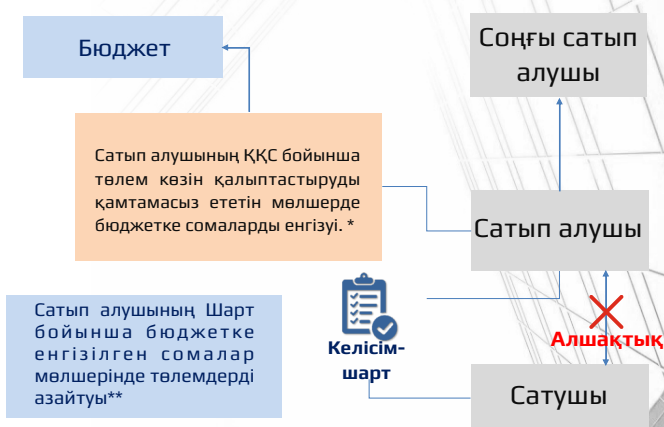 Бюджет
Соңғы сатып
алушы
Сатып алушының ҚҚС бойынша
төлем көзін қалыптастыруды
қамтамасыз ететін мөлшерде
бюджетке сомаларды енгізуі. *
Сатып алушы
Сатып алушының Шарт
бойынша бюджетке
енгізілген сомалар
мөлшерінде төлемдерді
азайтуы**
Келісім-
шарт
Алшақтық
Сатушы